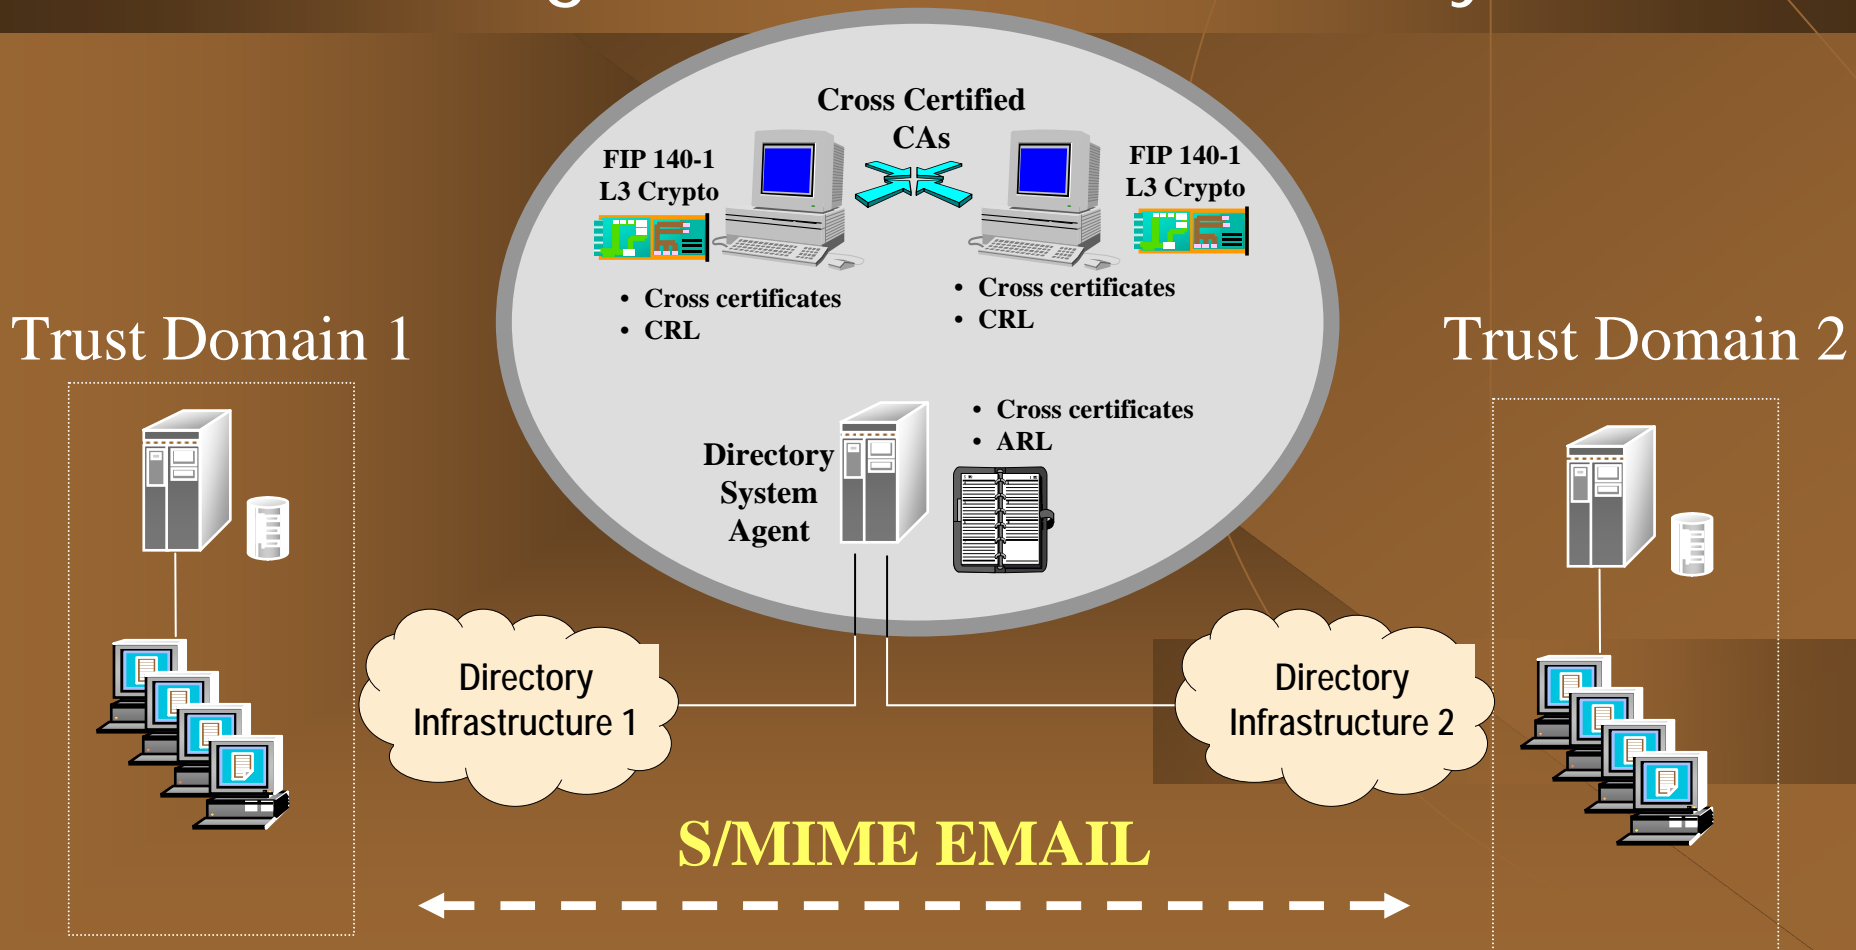 Cross Certified
CAs
FIP 140-1
L3 Crypto
FIP 140-1
L3 Crypto
• Cross certificates
• CRL
• Cross certificates
• CRL
Trust Domain 1
Trust Domain 2
• Cross certificates
• ARL
Directory
System
Agent
Directory
Infrastructure 1
Directory
Infrastructure 2
S/MIME EMAIL